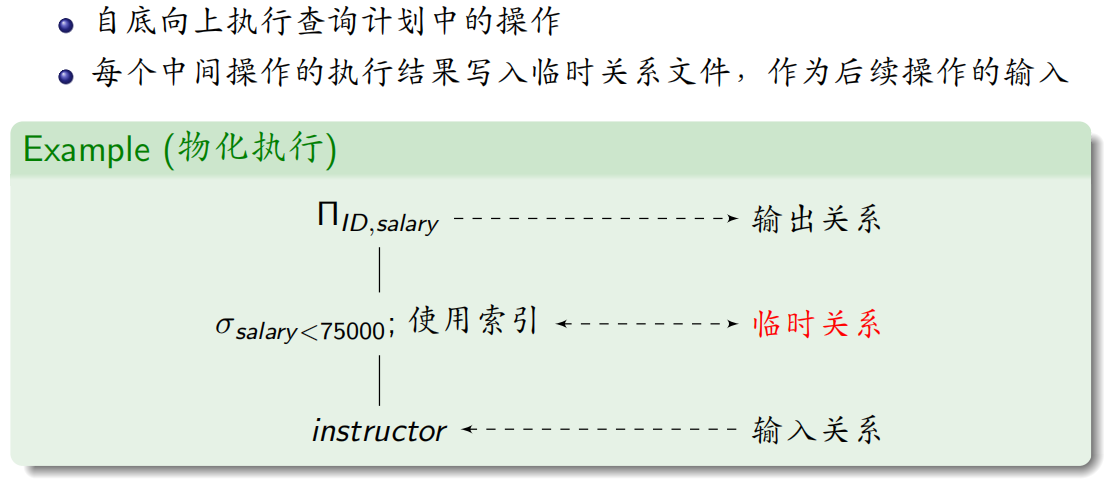 自底向上执行查询计划中的操作
每个中间操作的执行结果写入临时关系文件，作为后续操作的输入
Example (物化执行)
Π_{ID,salary} 输出关系
σ_{salary<75000}; 使用索引 临时关系
instructor 输入关系